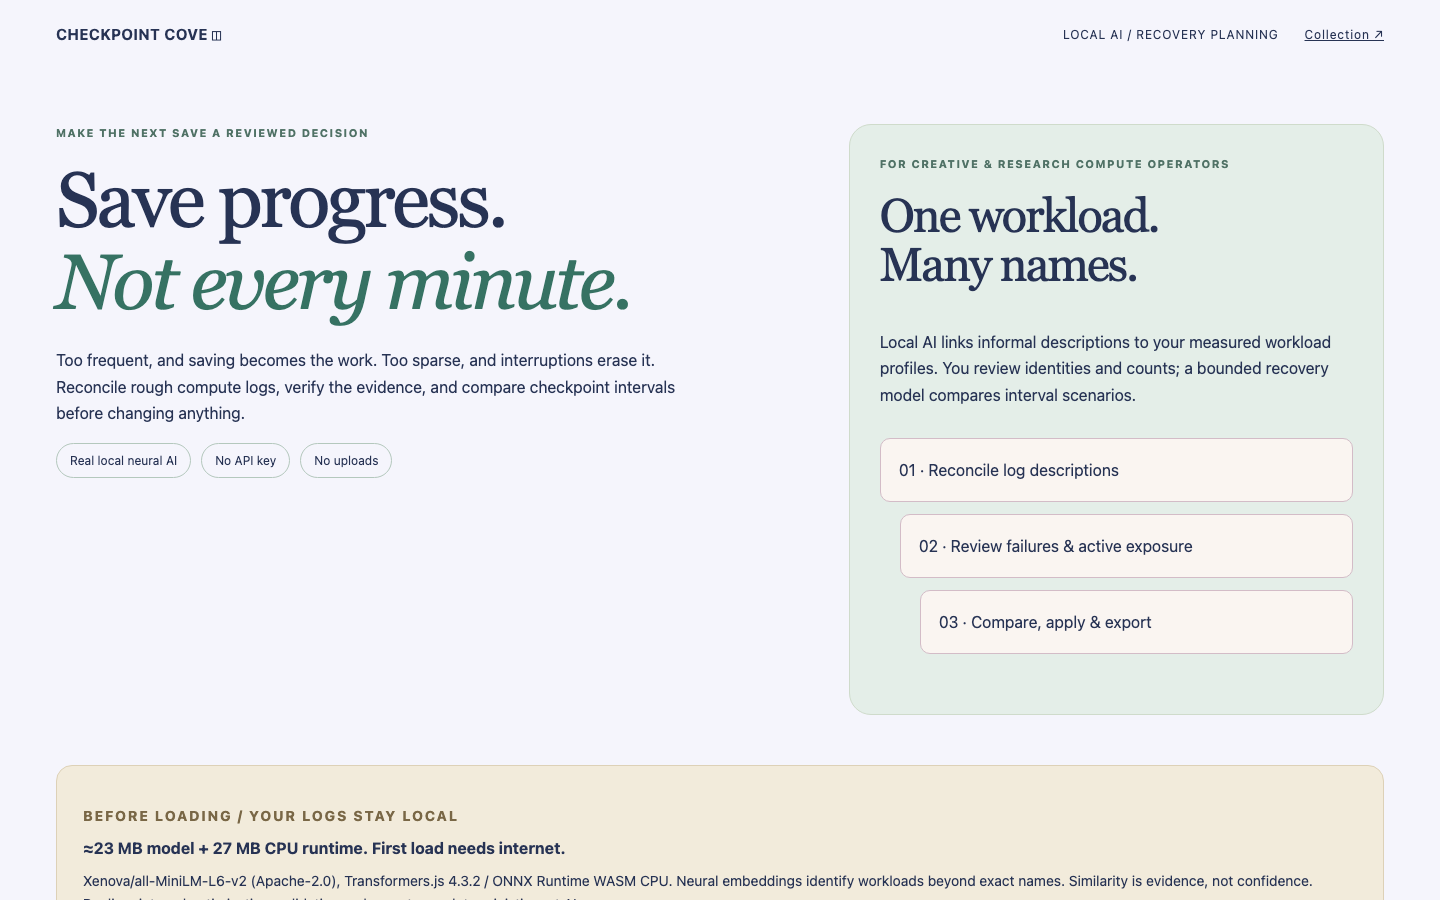 CHECKPOINT COVE
LOCAL AI / RECOVERY PLANNING
Collection ↗
MAKE THE NEXT SAVE A REVIEWED DECISION
Save progress.
Not every minute.
Too frequent, and saving becomes the work. Too sparse, and interruptions erase it.
Reconcile rough compute logs, verify the evidence, and compare checkpoint intervals
before changing anything.
Real local neural AI
No API key
No uploads
FOR CREATIVE & RESEARCH COMPUTE OPERATORS
One workload.
Many names.
Local AI links informal descriptions to your measured workload
profiles. You review identities and counts; a bounded recovery
model compares interval scenarios.
01 · Reconcile log descriptions
02 · Review failures & active exposure
03 · Compare, apply & export
BEFORE LOADING / YOUR LOGS STAY LOCAL
≈23 MB model + 27 MB CPU runtime. First load needs internet.
Xenova/all-MiniLM-L6-v2 (Apache-2.0), Transformers.js 4.3.2 / ONNX Runtime WASM CPU. Neural embeddings identify workloads beyond exact names. Similarity is evidence, not confidence.